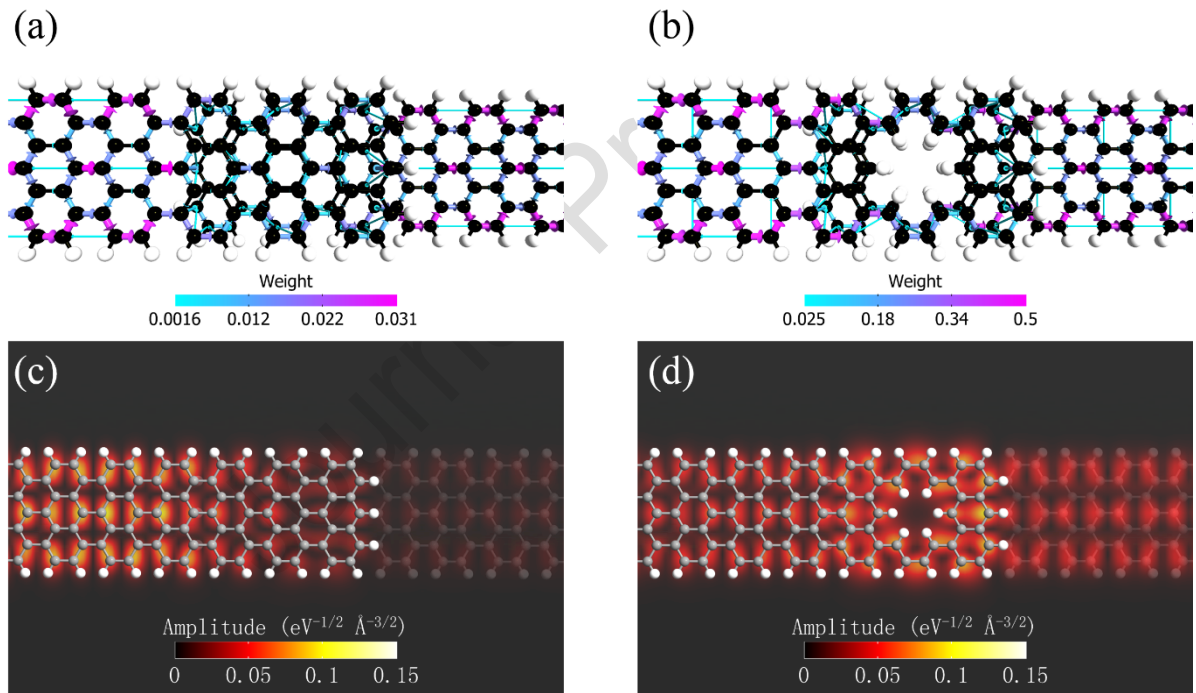 (a)
(b)
Weight
0.0016 0.012 0.022 0.031
Weight
0.025 0.18 0.34 0.5
(c)
(d)
Amplitude (eV⁻¹/² Å⁻³/²)
0 0.05 0.1 0.15
Amplitude (eV⁻¹/² Å⁻³/²)
0 0.05 0.1 0.15